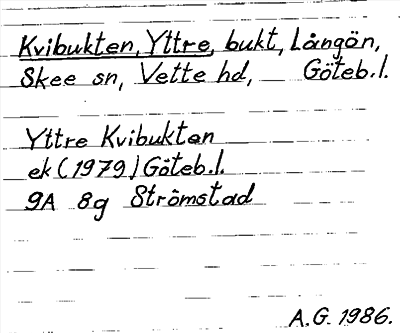 Kvibukten, Yttre, bukt, Långön,
Skee sn, Vette hd, Göteb.l.
Yttre Kvibukten
ek (1979) Göteb.l.
9A 8g Strömstad
A.G. 1986.